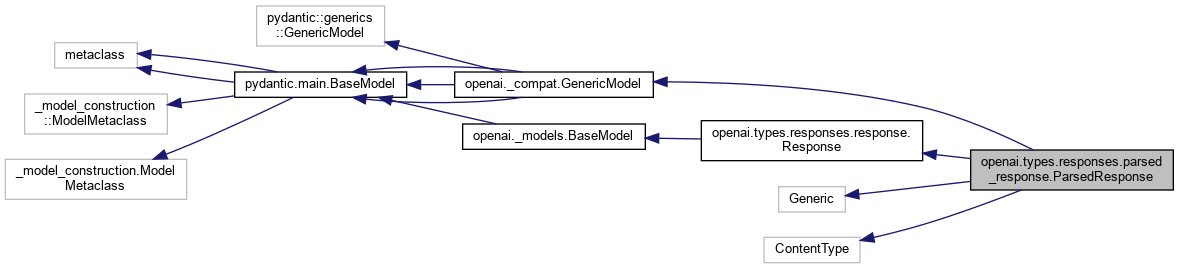 pydantic::generics
::GenericModel
metaclass
pydantic.main.BaseModel
openai._compat.GenericModel
_model_construction
::ModelMetaclass
openai._models.BaseModel
openai.types.responses.response.
Response
_model_construction.Model
Metaclass
openai.types.responses.parsed
_response.ParsedResponse
Generic
ContentType